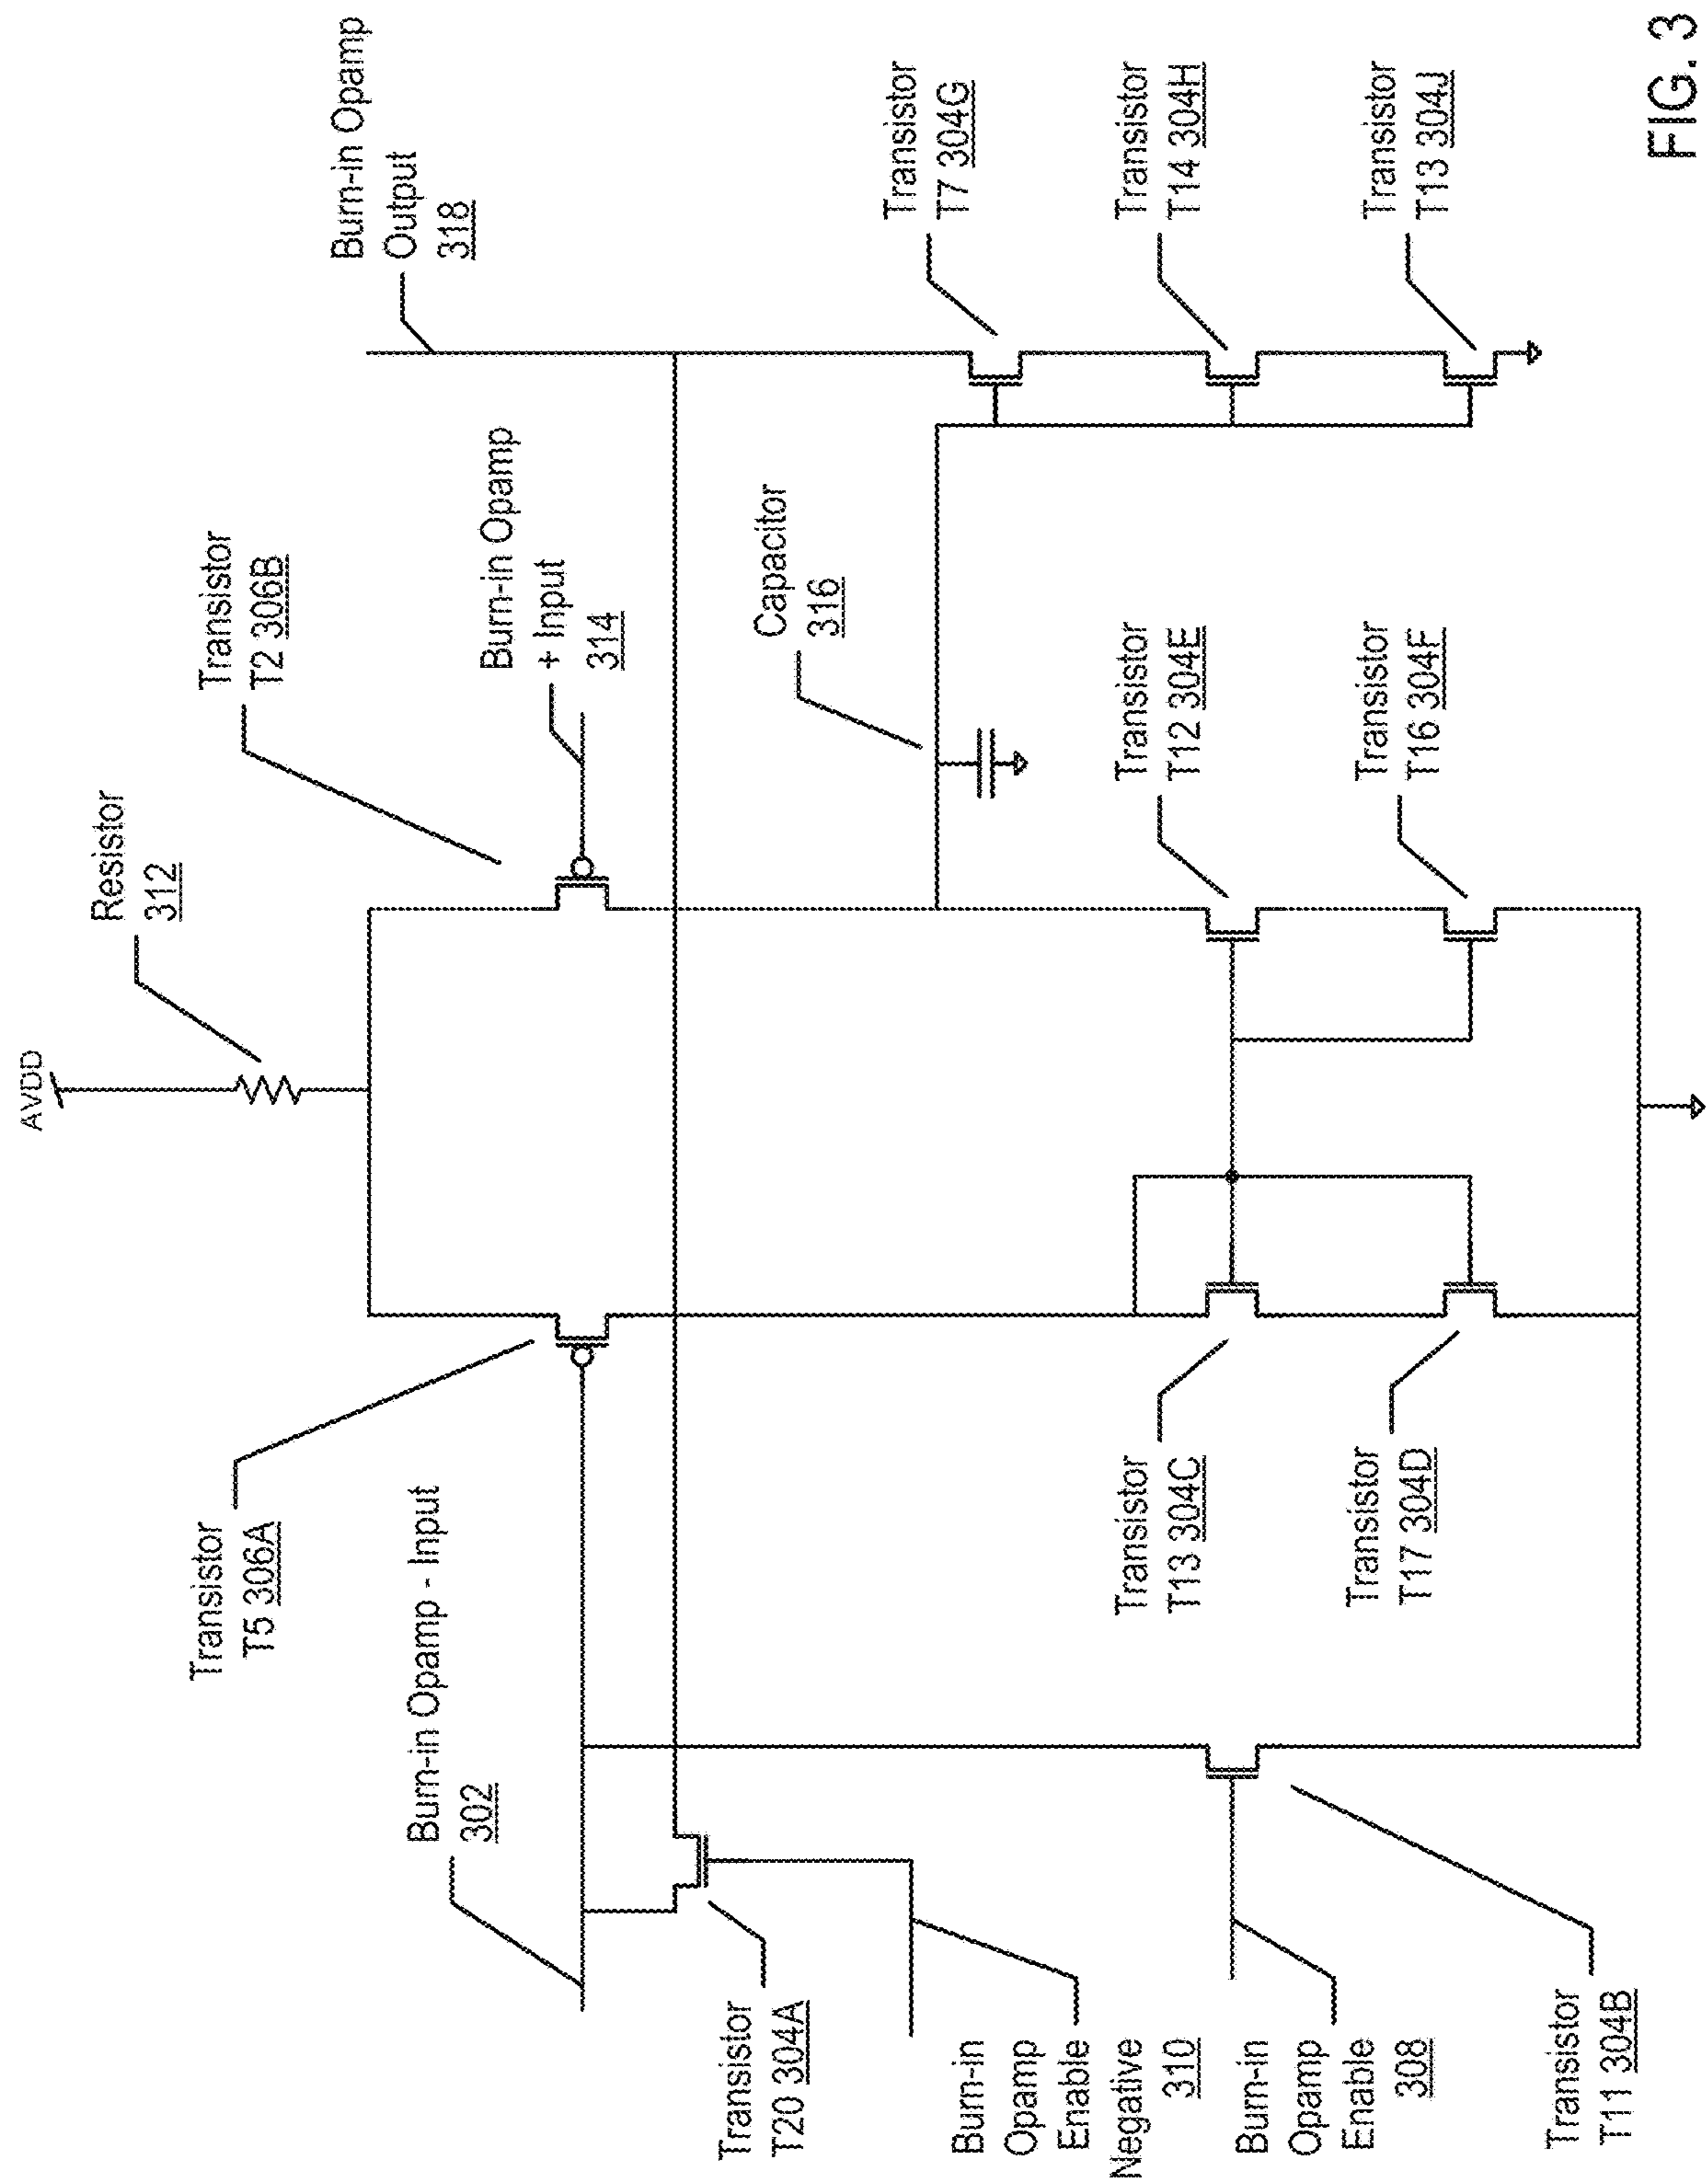 AVDD
Resistor
312
Transistor
T2 306B
Burn-in Opamp
Output
318
Transistor
T5 306A
Burn-in Opamp
+ Input
314
Burn-in Opamp - Input
302
Capacitor
316
Transistor
T7 304G
Transistor
T20 304A
Transistor
T13 304C
Transistor
T12 304E
Transistor
T14 304H
Burn-in
Opamp
Enable
Negative
310
Transistor
T17 304D
Transistor
T16 304F
Transistor
T13 304J
Burn-in
Opamp
Enable
308
Transistor
T11 304B
FIG. 3